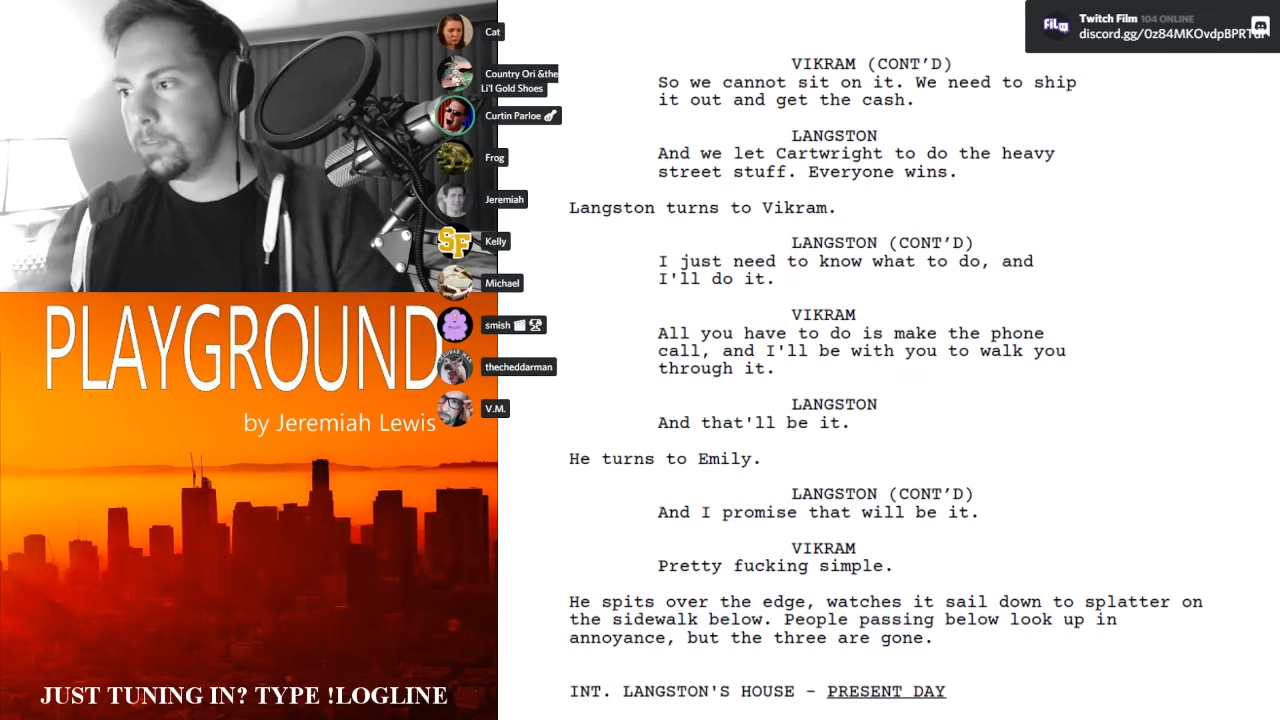 Cat
Country Ori &the
Li'l Gold Shoes
Curtin Parloe
Frog
Jeremiah
Kelly
SF
Michael
smish
thecheddarman
V.M.
PLAYGROUND
by Jeremiah Lewis
JUST TUNING IN? TYPE !LOGLINE
Film
Twitch Film 104 ONLINE
VIKRAM (CONT'D)
So we cannot sit on it. We need to ship
it out and get the cash.
LANGSTON
And we let Cartwright to do the heavy
street stuff. Everyone wins.
Langston turns to Vikram.
LANGSTON (CONT'D)
I just need to know what to do, and
I'll do it.
VIKRAM
All you have to do is make the phone
call, and I'll be with you to walk you
through it.
LANGSTON
And that'll be it.
He turns to Emily.
LANGSTON (CONT'D)
And I promise that will be it.
VIKRAM
Pretty fucking simple.
He spits over the edge, watches it sail down to splatter on
the sidewalk below. People passing below look up in
annoyance, but the three are gone.
INT. LANGSTON'S HOUSE - PRESENT DAY